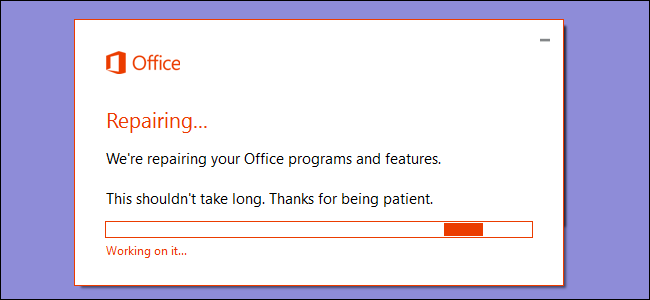 Office
Repairing...
We're repairing your Office programs and features.
This shouldn't take long. Thanks for being patient.
Working on it...